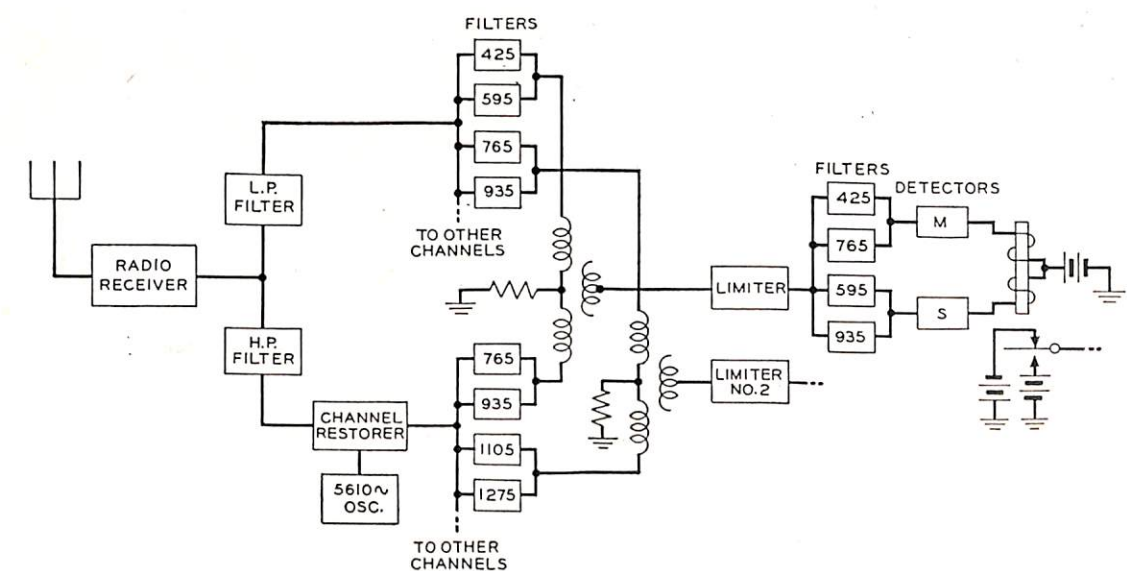 FILTERS
425
595
765
935
TO OTHER
CHANNELS
L.P.
FILTER
RADIO
RECEIVER
H.P.
FILTER
CHANNEL
RESTORER
5610~
OSC.
765
935
1105
1275
TO OTHER
CHANNELS
LIMITER
LIMITER
NO.2
FILTERS
425
765
595
935
DETECTORS
M
S